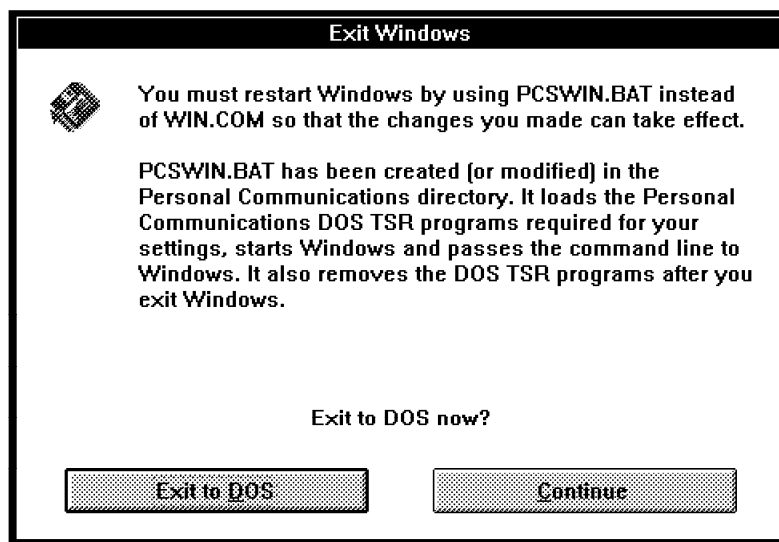 Exit Windows
You must restart Windows by using PCSWIN.BAT instead
of WIN.COM so that the changes you made can take effect.
PCSWIN.BAT has been created (or modified) in the
Personal Communications directory. It loads the Personal
Communications DOS TSR programs required for your
settings, starts Windows and passes the command line to
Windows. It also removes the DOS TSR programs after you
exit Windows.
Exit to DOS now?
Exit to DOS
Continue